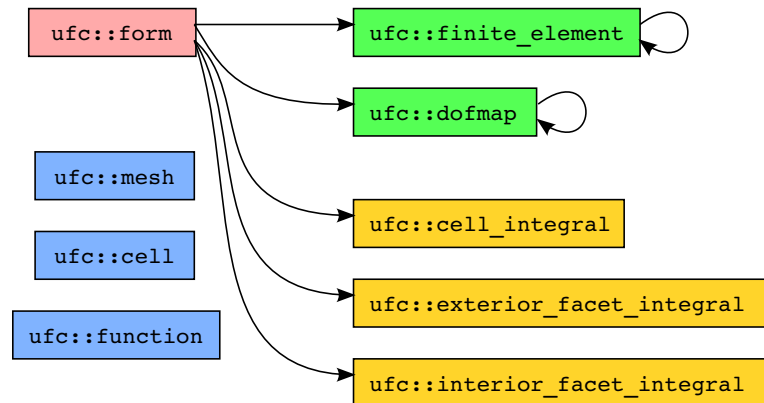 ufc::form
ufc::finite_element
ufc::dofmap
ufc::mesh
ufc::cell_integral
ufc::cell
ufc::exterior_facet_integral
ufc::function
ufc::interior_facet_integral